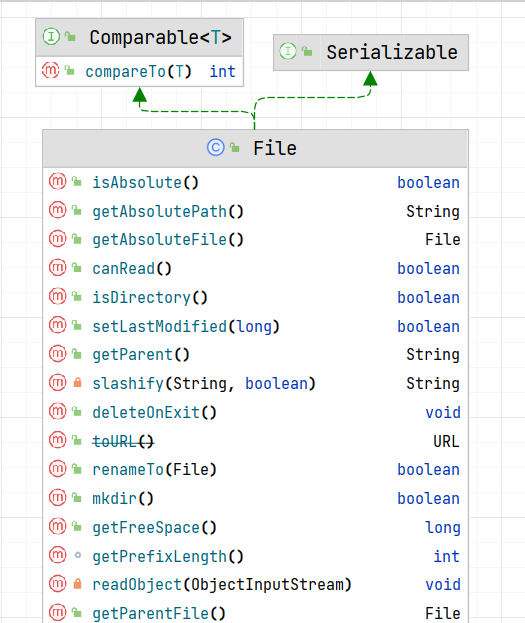 Comparable<T>
compareTo(T) int
Serializable
File
isAbsolute() boolean
getAbsolutePath() String
getAbsoluteFile() File
canRead() boolean
isDirectory() boolean
setLastModified(long) boolean
getParent() String
slashify(String, boolean) String
deleteOnExit() void
toURL() URL
renameTo(File) boolean
mkdir() boolean
getFreeSpace() long
getPrefixLength() int
readObject(ObjectInputStream) void
getParentFile() File